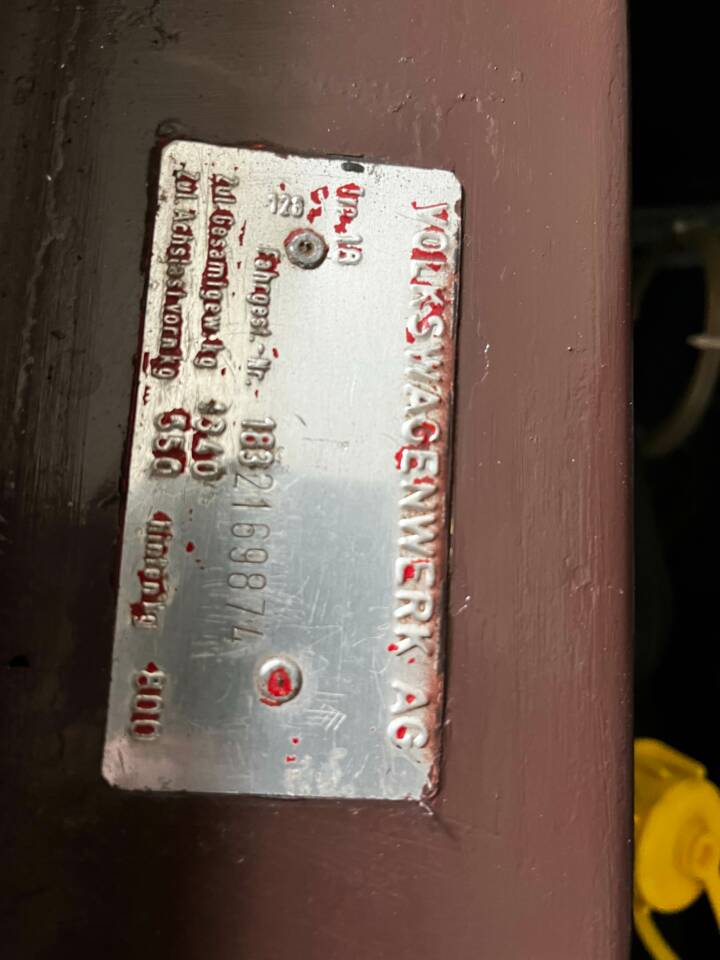 VOLKSWAGENWERK AG
Typ 18
128
Fahrgest.-Nr. 1832169874
Zul. Gesamtgew. kg 1340
Zul. Achslast vorn kg 650 hinten kg 800